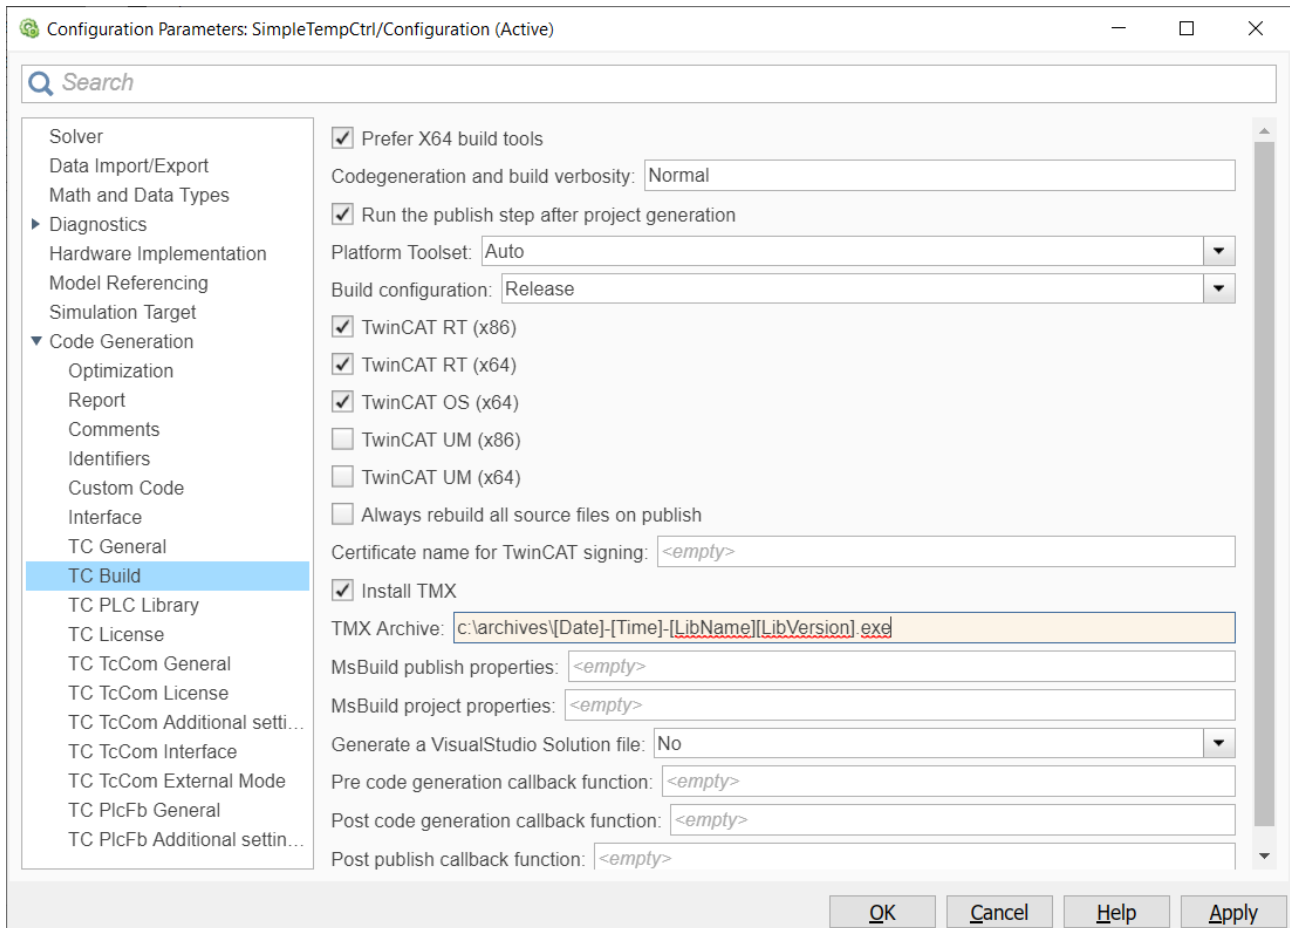 Configuration Parameters: SimpleTempCtrl/Configuration (Active)
Search
Solver
Data Import/Export
Math and Data Types
Diagnostics
Hardware Implementation
Model Referencing
Simulation Target
Code Generation
Optimization
Report
Comments
Identifiers
Custom Code
Interface
TC General
TC Build
TC PLC Library
TC License
TC TcCom General
TC TcCom License
TC TcCom Additional setti...
TC TcCom Interface
TC TcCom External Mode
TC PlcFb General
TC PlcFb Additional settin...
Prefer X64 build tools
Codegeneration and build verbosity: Normal
Run the publish step after project generation
Platform Toolset: Auto
Build configuration: Release
TwinCAT RT (x86)
TwinCAT RT (x64)
TwinCAT OS (x64)
TwinCAT UM (x86)
TwinCAT UM (x64)
Always rebuild all source files on publish
Certificate name for TwinCAT signing: <empty>
Install TMX
TMX Archive: c:\archives\[Date]-[Time]-[LibName][LibVersion].exe
MsBuild publish properties: <empty>
MsBuild project properties: <empty>
Generate a VisualStudio Solution file: No
Pre code generation callback function: <empty>
Post code generation callback function: <empty>
Post publish callback function: <empty>
OK Cancel Help Apply